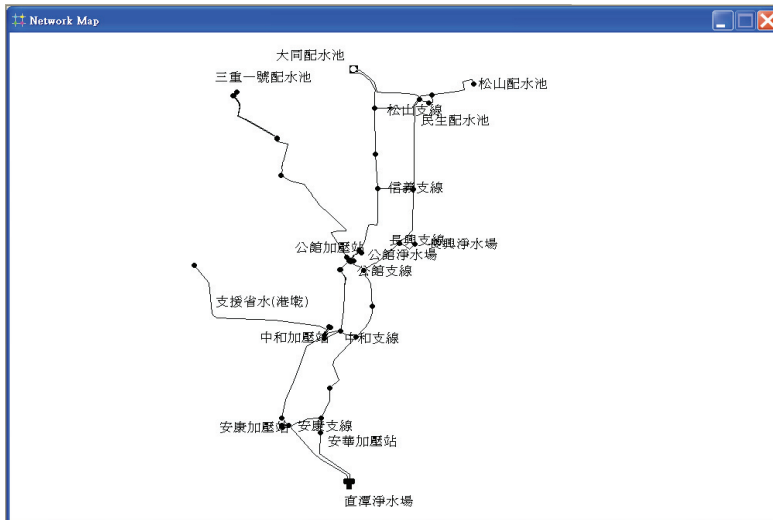 Network Map
大同配水池
三重一號配水池
松山配水池
松山支線
民生配水池
信義支線
長興支線
長興淨水場
公館加壓站
公館淨水場
公館支線
支援省水(港墘)
中和加壓站
中和支線
安康加壓站
安康支線
安華加壓站
直潭淨水場